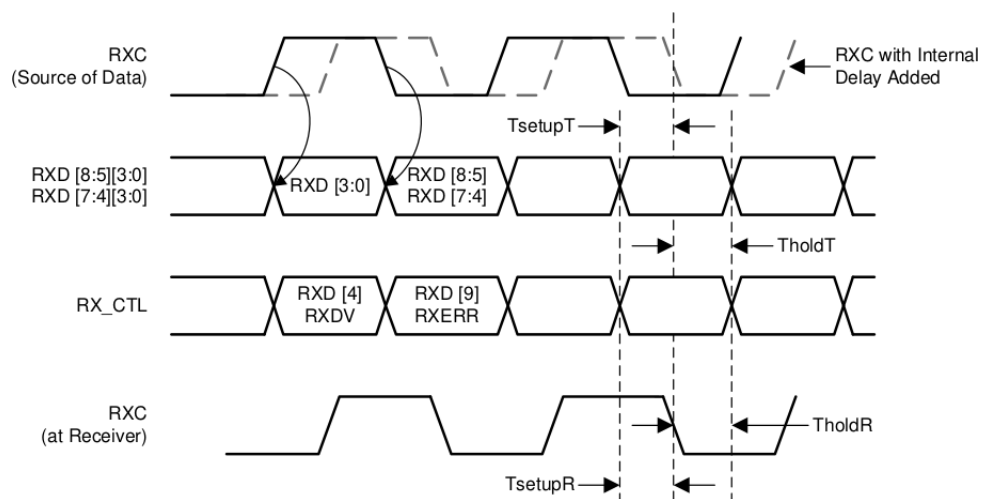 RXC
(Source of Data)
RXC with Internal
Delay Added
TsetupT
RXD [8:5][3:0]
RXD [7:4][3:0]
RXD [3:0]
RXD [8:5]
RXD [7:4]
TholdT
RX_CTL
RXD [4]
RXDV
RXD [9]
RXERR
RXC
(at Receiver)
TholdR
TsetupR